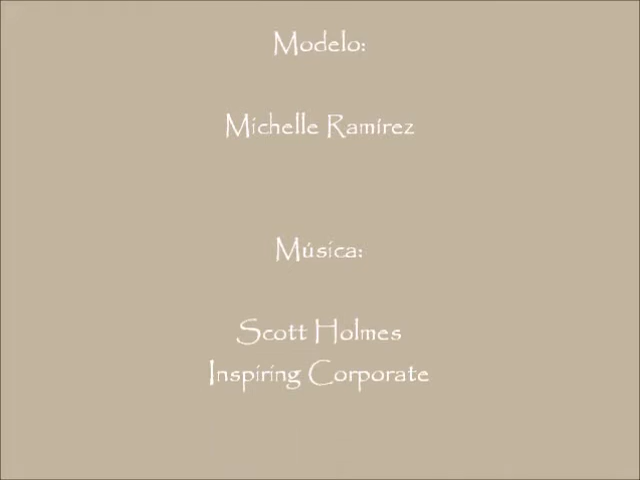 Modelo:
Michelle Ramírez
Música:
Scott Holmes
Inspiring Corporate